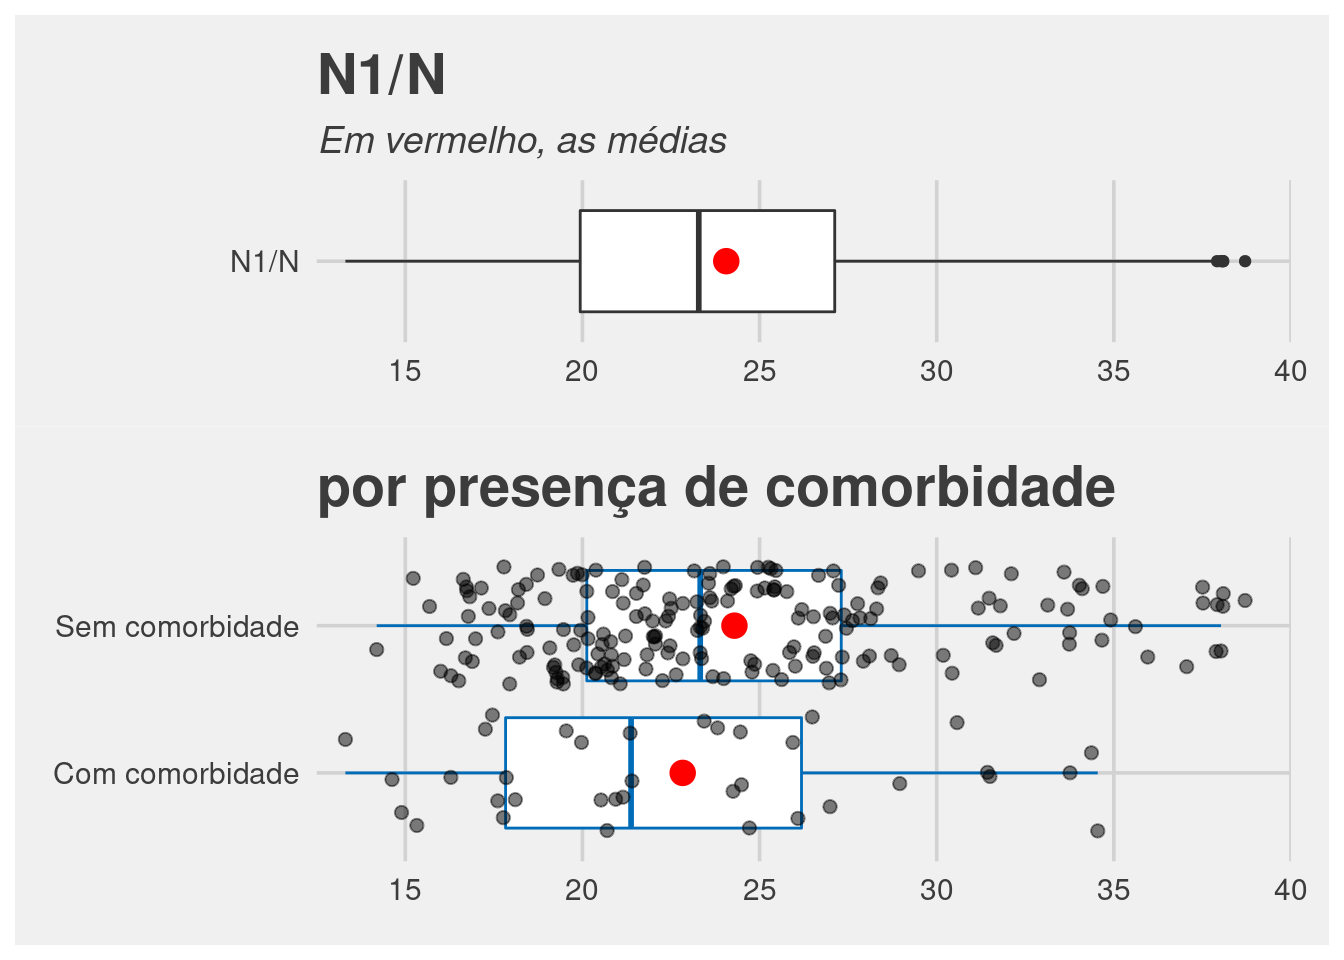 N1/N
Em vermelho, as médias
N1/N
15 20 25 30 35 40
por presença de comorbidade
Sem comorbidade
Com comorbidade
15 20 25 30 35 40